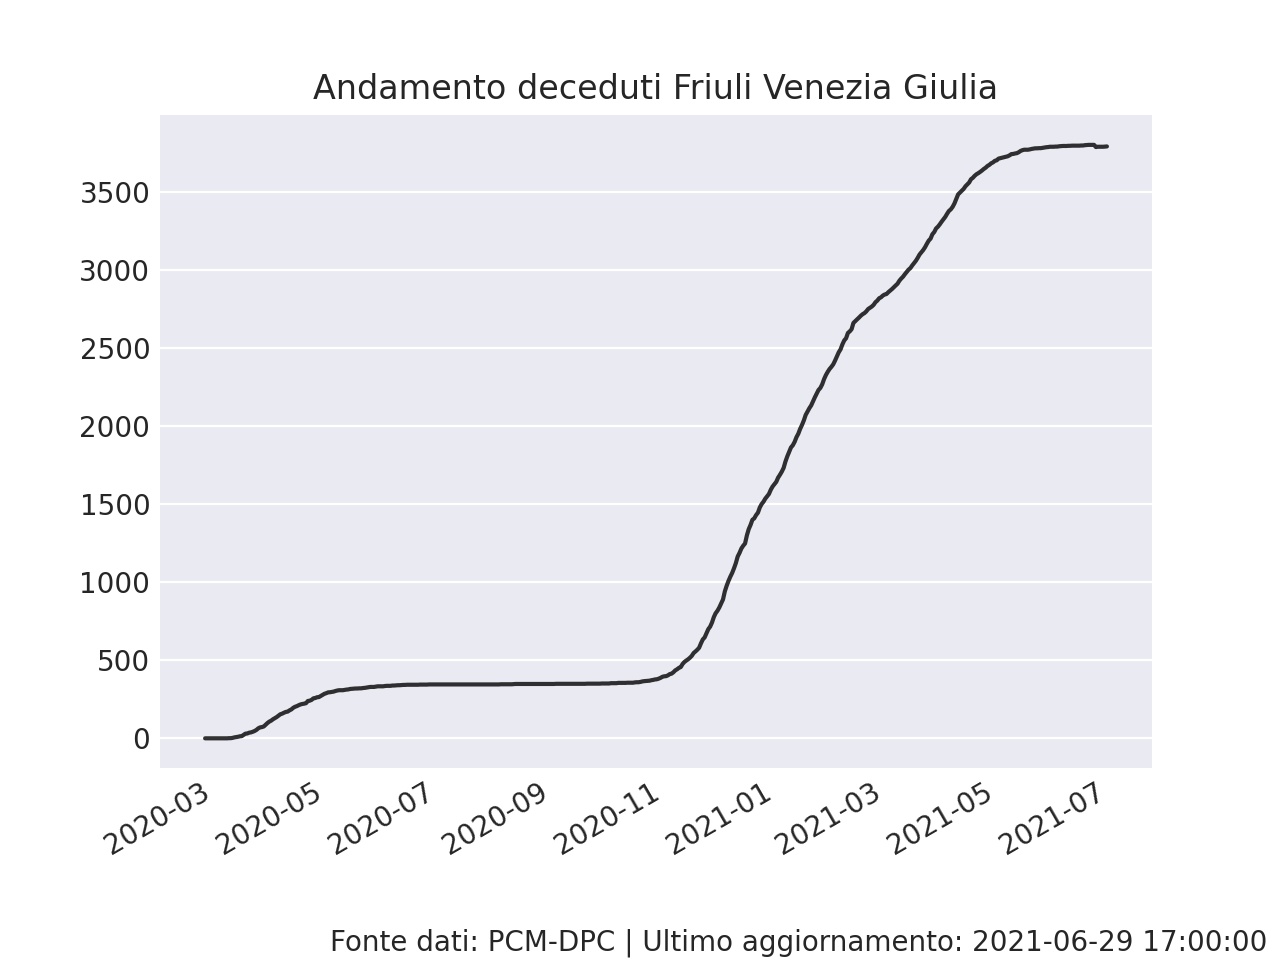 Andamento deceduti Friuli Venezia Giulia
3500
3000
2500
2000
1500
1000
500
0
2020-03 2020-05 2020-07 2020-09 2020-11 2021-01 2021-03 2021-05 2021-07
Fonte dati: PCM-DPC | Ultimo aggiornamento: 2021-06-29 17:00:00